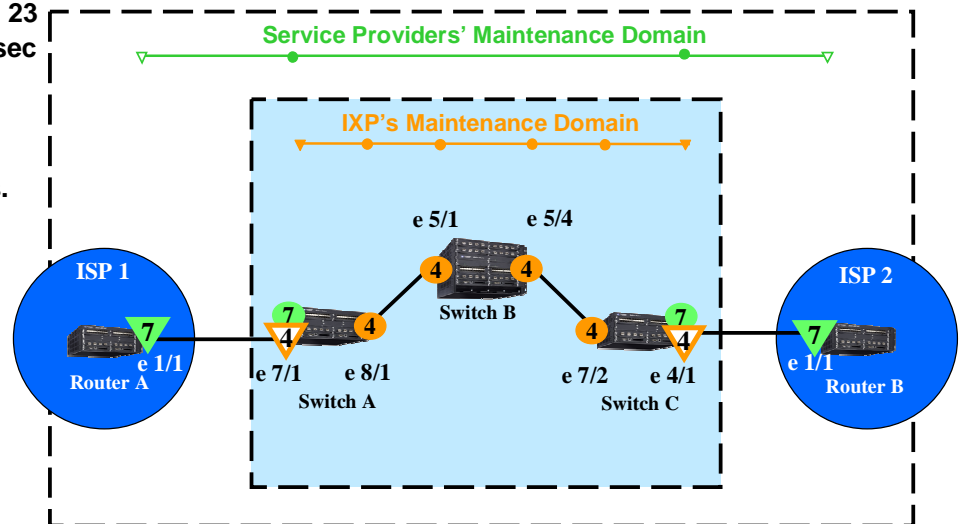 23
sec
Service Providers' Maintenance Domain
IXP's Maintenance Domain
.
e 5/1
e 5/4
ISP 1
ISP 2
4
4
Switch B
7
7
7
4
4
4
4
7
e 1/1
Router A
e 7/1
e 8/1
Switch A
e 7/2
e 4/1
Switch C
e 1/1
Router B